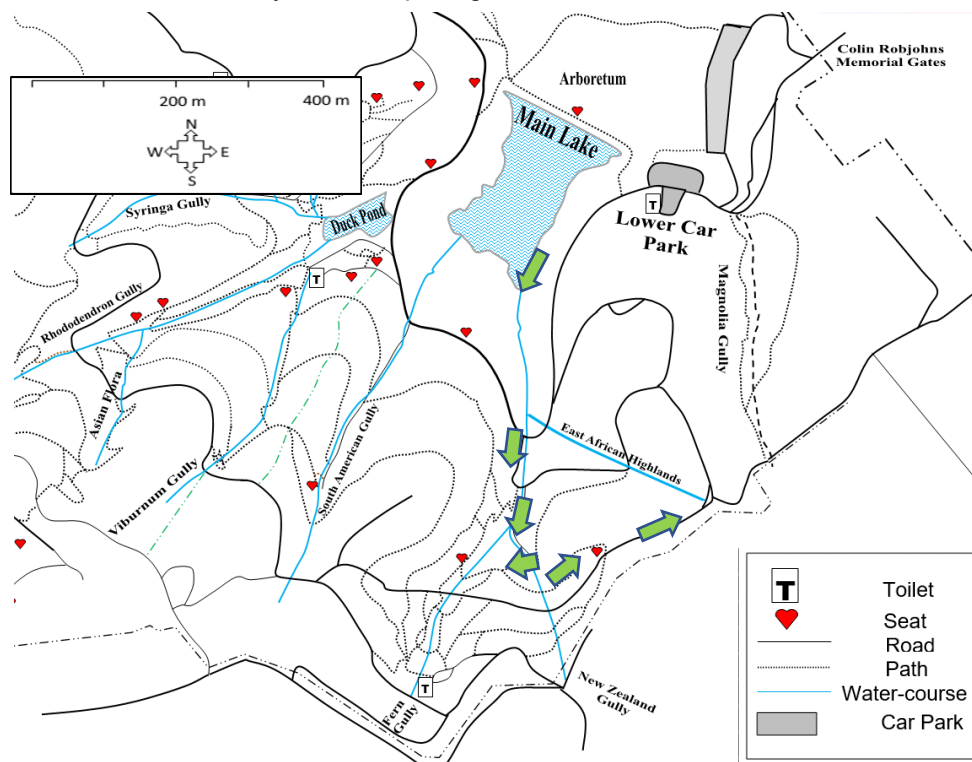 Colin Robjohns
Memorial Gates
Arboretum
200 m
400 m
N
W
E
S
Main Lake
Syringa Gully
Duck Pond
T
Lower Car
Park
T
Rhododendron Gully
Magnolia Gully
Asian Flora
South American Gully
East African Highlands
Viburnum Gully
T
Fern
Gully
New Zealand
Gully
T
Toilet
Seat
Road
Path
Water-course
Car Park